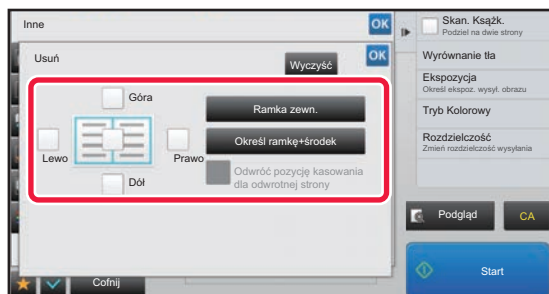 Inne
OK
Usuń
Wyczyść
OK
Góra
Lewo
Prawo
Dół
Ramka zewn.
Określ ramkę+środek
Odwróć pozycję kasowania
dla odwrotnej strony
Cofnij
Skan. Książk.
Podziel na dwie strony
Wyrównanie tła
Ekspozycja
Określ ekspoz. wysył. obrazu
Tryb Kolorowy
Rozdzielczość
Zmień rozdzielczość wysyłania
Podgląd
CA
Start